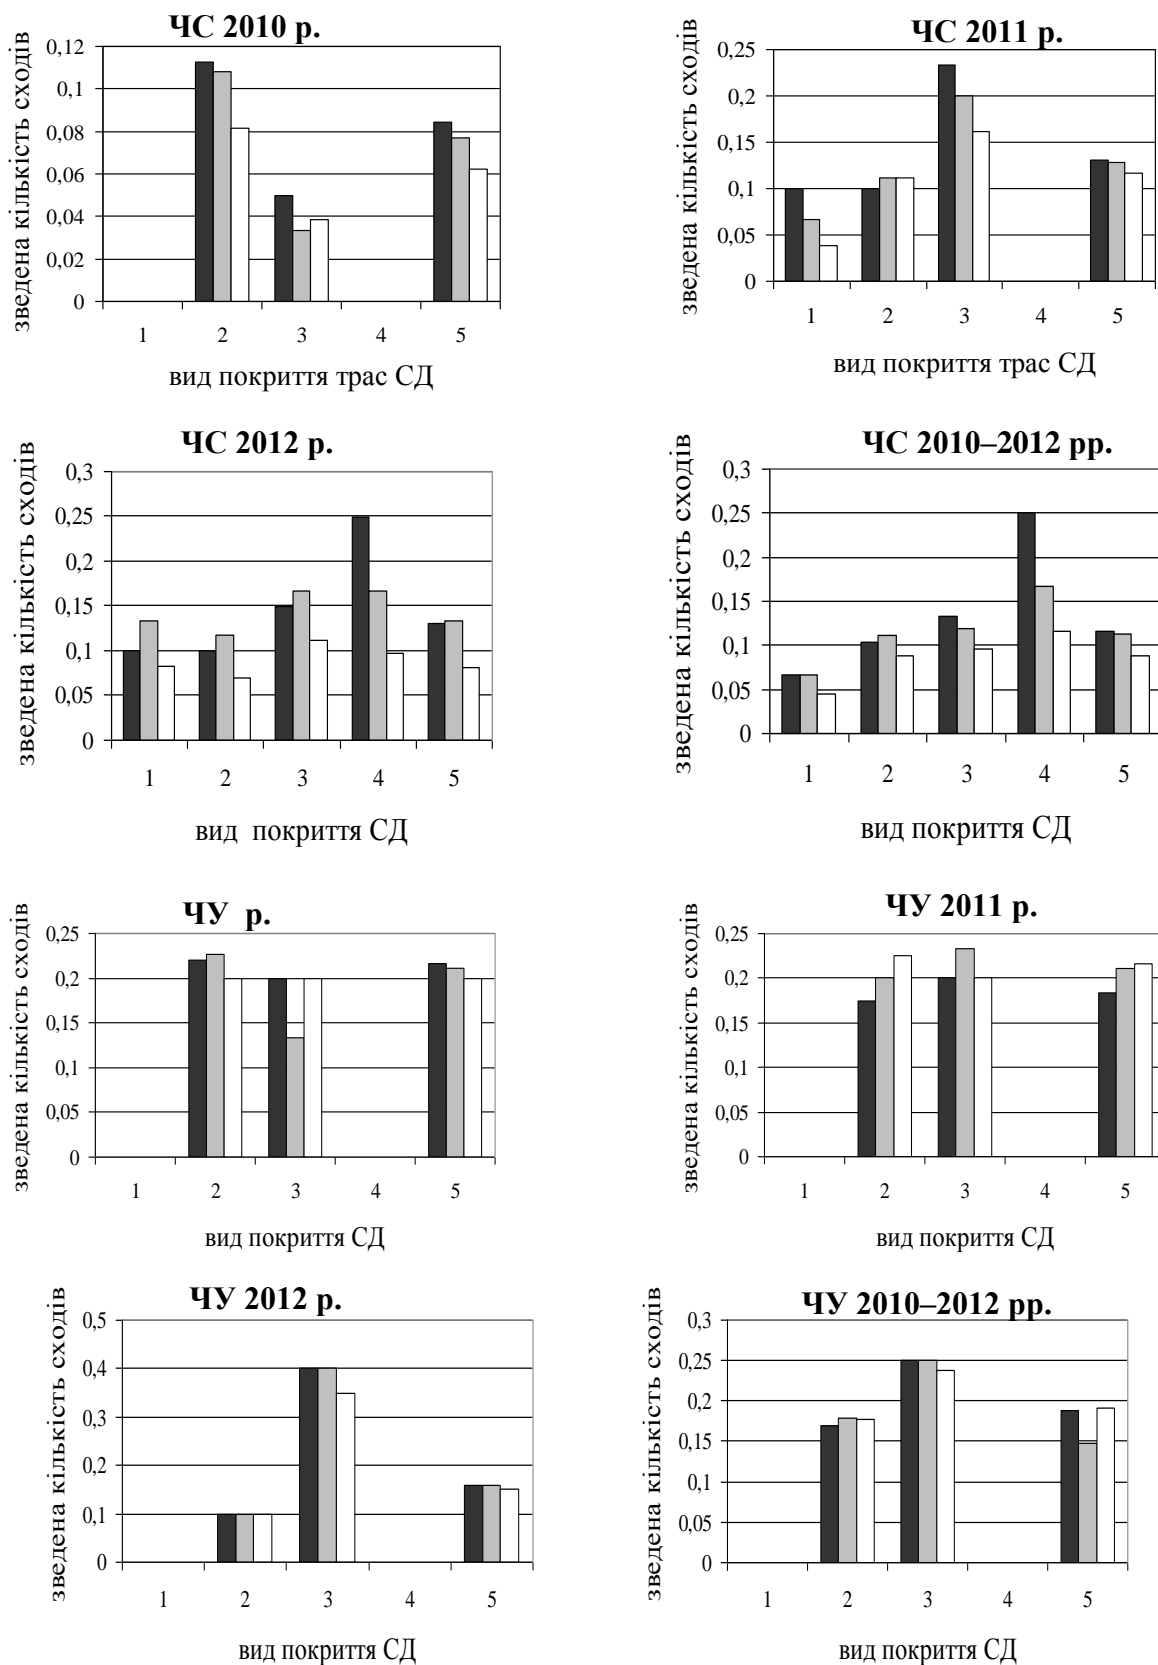 ЧС 2010 р.
зведена кількість сходів
0,12
0,1
0,08
0,06
0,04
0,02
0
1 2 3 4 5
вид покриття трас СД
ЧС 2011 р.
зведена кількість сходів
0,25
0,2
0,15
0,1
0,05
0
1 2 3 4 5
вид покриття трас СД
ЧС 2012 р.
зведена кількість сходів
0,3
0,25
0,2
0,15
0,1
0,05
0
1 2 3 4 5
вид покриття СД
ЧС 2010–2012 рр.
зведена кількість сходів
0,3
0,25
0,2
0,15
0,1
0,05
0
1 2 3 4 5
вид покриття СД
ЧУ р.
зведена кількість сходів
0,25
0,2
0,15
0,1
0,05
0
1 2 3 4 5
вид покриття СД
ЧУ 2011 р.
зведена кількість сходів
0,25
0,2
0,15
0,1
0,05
0
1 2 3 4 5
вид покриття СД
ЧУ 2012 р.
зведена кількість сходів
0,5
0,4
0,3
0,2
0,1
0
1 2 3 4 5
вид покриття СД
ЧУ 2010–2012 рр.
зведена кількість сходів
0,3
0,25
0,2
0,15
0,1
0,05
0
1 2 3 4 5
вид покриття СД